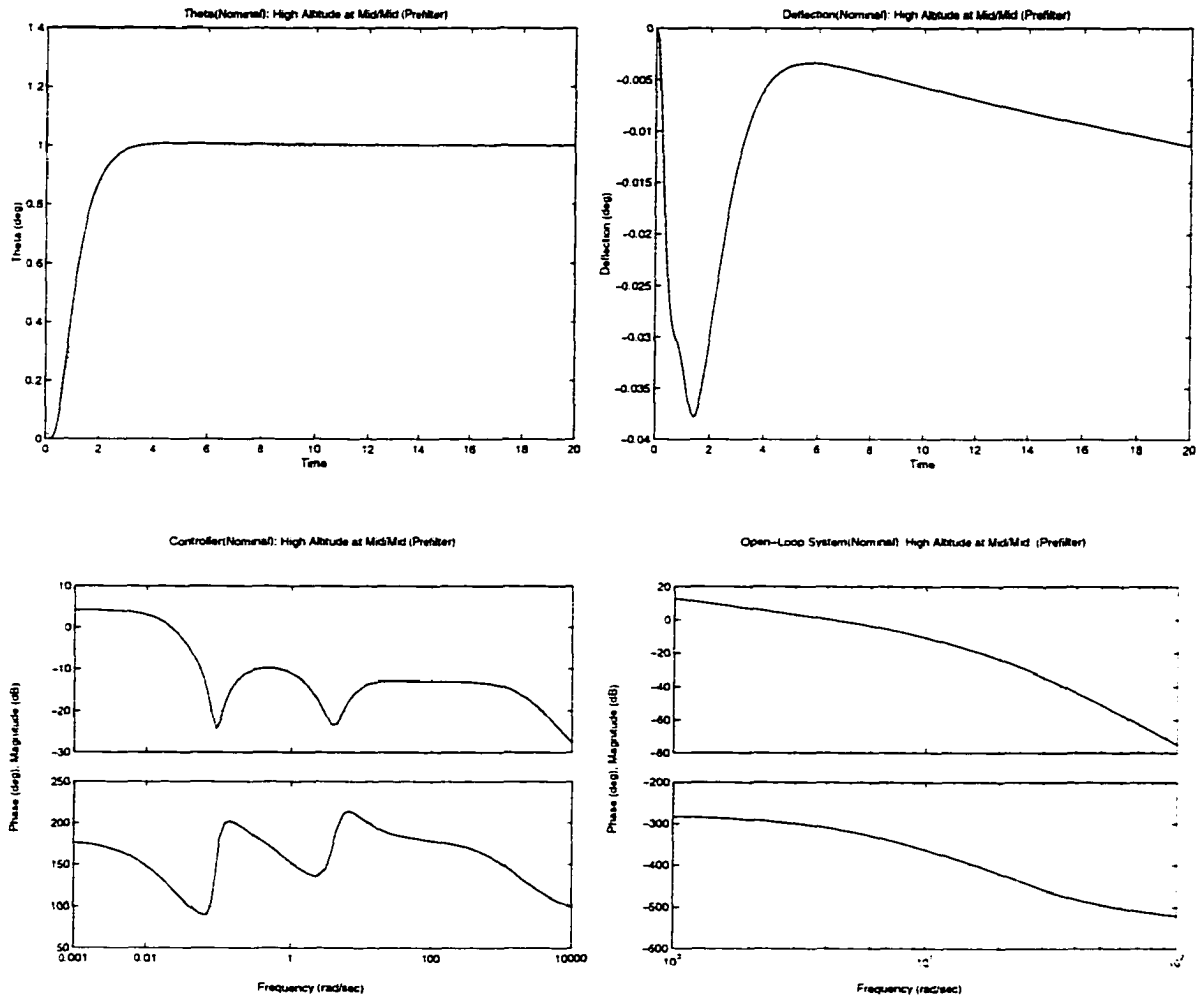 Theta(Nominal): High Altitude at Mid/Mid (Prefilter)
Theta (deg)
1.4
1.2
1
0.8
0.6
0.4
0.2
0
0 2 4 6 8 10 12 14 16 18 20
Time
Deflection(Nominal): High Altitude at Mid/Mid (Prefilter)
Deflection (deg)
0
-0.005
-0.01
-0.015
-0.02
-0.025
-0.03
-0.035
-0.04
0 2 4 6 8 10 12 14 16 18 20
Time
Controller(Nominal): High Altitude at Mid/Mid (Prefilter)
Phase (deg), Magnitude (dB)
10
0
-10
-20
-30
250
200
150
100
50
0.001 0.01 1 100 10000
Frequency (rad/sec)
Open-Loop System(Nominal) High Altitude at Mid/Mid (Prefilter)
Phase (deg), Magnitude (dB)
20
0
-20
-40
-60
-80
-200
-300
-400
-500
-600
Frequency (rad/sec)